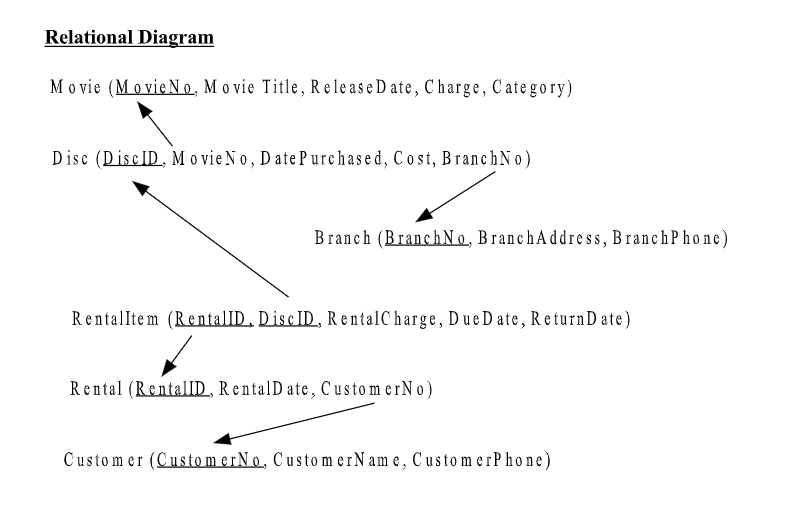 Relational Diagram
Movie (MovieNo, Movie Title, ReleaseDate, Charge, Category)
Disc (DiscID, MovieNo, DatePurchased, Cost, BranchNo)
Branch (BranchNo, BranchAddress, BranchPhone)
RentalItem (RentalID, DiscID, RentalCharge, DueDate, ReturnDate)
Rental (RentalID, RentalDate, CustomerNo)
Customer (CustomerNo, CustomerName, CustomerPhone)